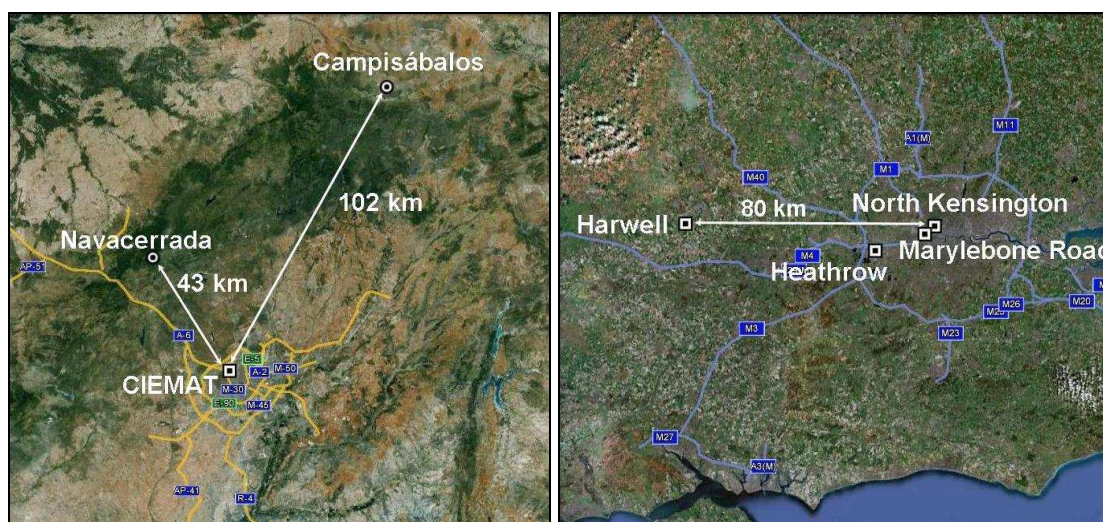 Campisábalos
102 km
Navacerrada
43 km
AP-51
A-6
E-5
A-2
M-50
CIEMAT
M-30
E-90
M-45
AP-41
R-4
M11
A1(M)
M1
M40
80 km
North Kensington
Harwell
Marylebone Road
M4
Heathrow
M26
M20
M3
M23
M27
A3(M)